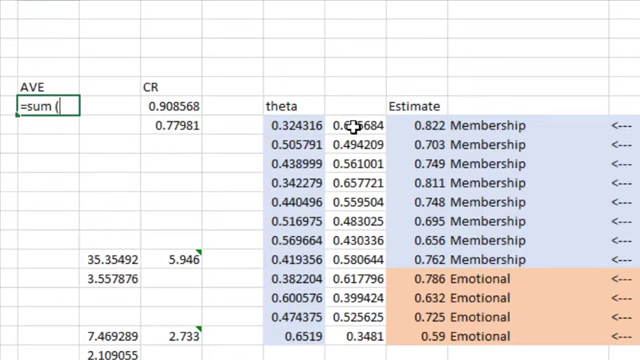 AVE CR
=sum ( 0.908568 theta Estimate
0.77981 0.324316 0.822 Membership <---
0.505791 0.494209 0.703 Membership <---
0.438999 0.561001 0.749 Membership <---
0.342279 0.657721 0.811 Membership <---
0.440496 0.559504 0.748 Membership <---
0.516975 0.483025 0.695 Membership <---
0.569664 0.430336 0.656 Membership <---
35.35492 5.946 0.419356 0.580644 0.762 Membership <---
3.557876 0.382204 0.617796 0.786 Emotional <---
0.600576 0.399424 0.632 Emotional <---
0.474375 0.525625 0.725 Emotional <---
7.469289 2.733 0.6519 0.3481 0.59 Emotional <---
2.109055